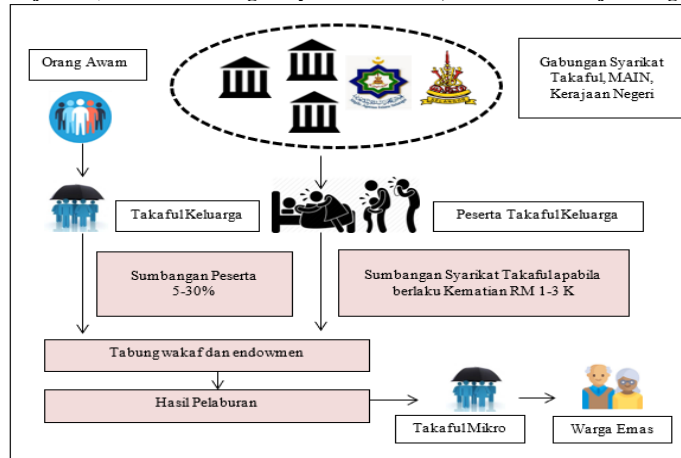 Orang Awam
Gabungan Syarikat
Takaful, MAIN,
Kerajaan Negeri
Takaful Keluarga
Peserta Takaful Keluarga
Sumbangan Peserta
5-30%
Sumbangan Syarikat Takaful apabila
berlaku Kematian RM 1-3 K
Tabung wakaf dan endowmen
Hasil Pelaburan
Takaful Mikro
Warga Emas